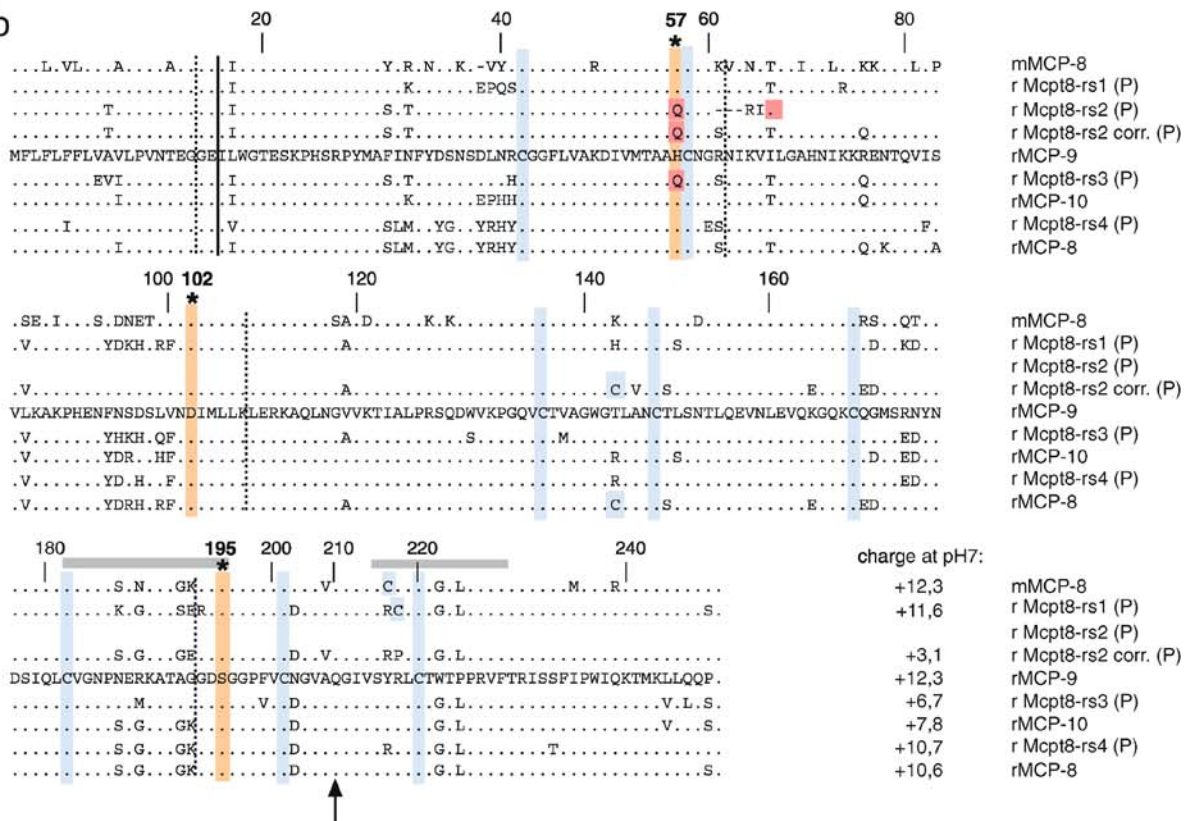 b
20 40 57 60 80
* 
...L.VL...A....A.....I..............Y.R.N..K.-VY........R...........KV.N.T..I..L..KK...L.P mMCP-8
.....................I................K......EPQS........................T......R......... r Mcpt8-rs1 (P)
.........T...........I..............S.T.........................Q...----RI. r Mcpt8-rs2 (P)
.........T...........I..............S.T.........................Q...S....T........Q....... r Mcpt8-rs2 corr. (P)
MFLFLFFLVAVLPVNTEGGEILWGTESKPHSRPYMAFINFYDSNSDLNRCGGFLVAKDIVMTAAHCNGRNIKVILGAHNIKKRENTQVIS rMCP-9
........EVI..........I..............S.T.........H...............Q...S....T........Q....... r Mcpt8-rs3 (P)
..........I..........I................K......EPHH........................T........Q....... rMCP-10
.....I...............V..............SLM..YG..YRHY..................ES...................F. r Mcpt8-rs4 (P)
..........I..........I..............SLM..YG..YRHY...................S....T........Q.K....A rMCP-8
100 102 120 140 160
*
.SE.I...S.DNET.................SA.D.....K.K...............K.......D...............RS..QT.. mMCP-8
.V.......YDKH.RF................A.........................H.....S..................D..KD.. r Mcpt8-rs1 (P)
r Mcpt8-rs2 (P)
.V...............................A.........................C.V..S.............E....ED...... r Mcpt8-rs2 corr. (P)
VLKAKPHENFNSDSLVNDIMLLKLERKAQLNGVVKTIALPRSQDWVKPGQVCTVAGWGTLANCTLSNTLQEVNLEVQKGQKCQGMSRNYN rMCP-9
.........YHKH.QF................A...........S........M..................................ED.. r Mcpt8-rs3 (P)
.........YDR.HF..........................................R.....S..................D..ED.. rMCP-10
.........YD.H..F..........................................R...........................ED.. r Mcpt8-rs4 (P)
.V.......YDRH.RF................A.........................C....S.............E....ED...... rMCP-8
180 195 200 210 220 240
* charge at pH7:
..........S.N...GK............V.....C....G.L..........M...R......... +12,3 mMCP-8
..........K.G...SER........D........RC...G.L.......................S. +11,6 r Mcpt8-rs1 (P)
r Mcpt8-rs2 (P)
..........S.G...GE.........D..V.....RP...G.L......................... +3,1 r Mcpt8-rs2 corr. (P)
DSIQLCVGNPNERKATAGGDSGGPFVCNGVAQGIVSYRLCTWTPPRVFTRISSFIPWIQKTMKLLQQP. +12,3 rMCP-9
............M...........V..D.............G.L...................V.L.S. +6,7 r Mcpt8-rs3 (P)
..........S.G...GK.........D.............G.L...................V...S. +7,8 rMCP-10
..........S.G...GK.........D........R....G.L........T................ +10,7 r Mcpt8-rs4 (P)
..........S.G...GK.........D.............G.L.......................S. +10,6 rMCP-8